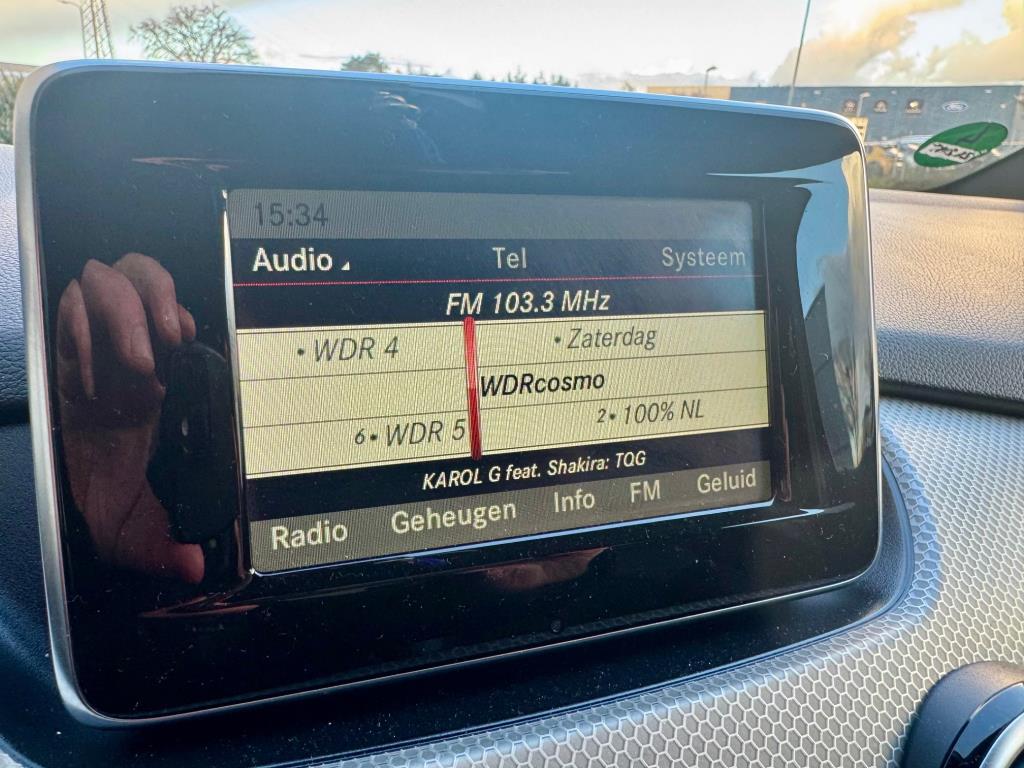 15:34
Audio Tel Systeem
FM 103.3 MHz
• WDR 4 • Zaterdag
WDRcosmo
6• WDR 5 2• 100% NL
KAROL G feat. Shakira: TQG
Radio Geheugen Info FM Geluid
Ford